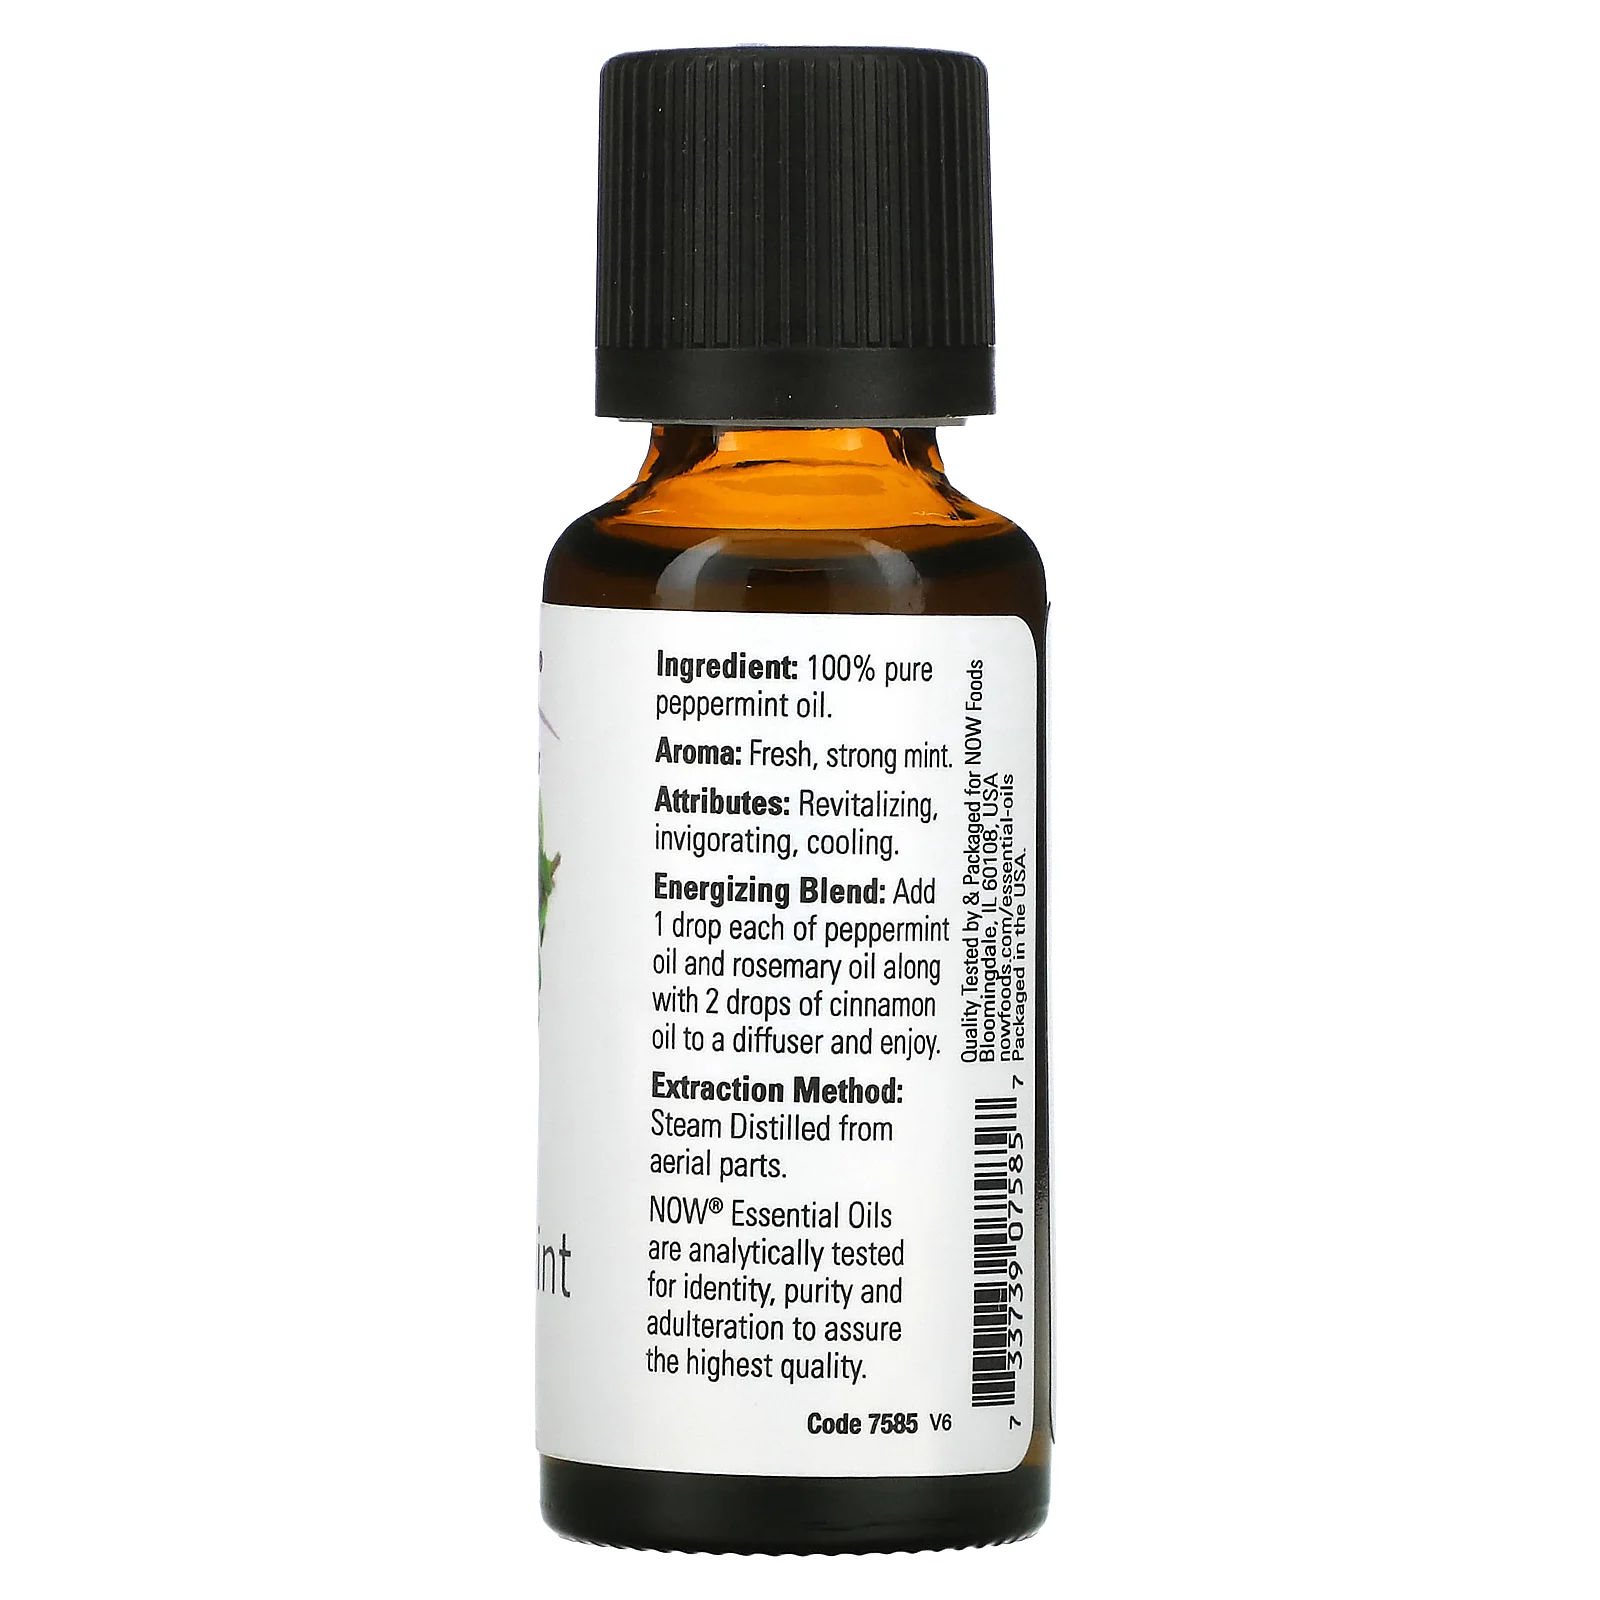 Ingredient: 100% pure
peppermint oil.
Aroma: Fresh, strong mint.
Attributes: Revitalizing,
invigorating, cooling.
Energizing Blend: Add
1 drop each of peppermint
oil and rosemary oil along
with 2 drops of cinnamon
oil to a diffuser and enjoy.
Extraction Method:
Steam Distilled from
aerial parts.
NOW® Essential Oils
are analytically tested
for identity, purity and
adulteration to assure
the highest quality.
Code 7585 V6
Quality Tested by & Packaged for NOW Foods
Bloomingdale, IL 60108, USA
nowfoods.com/essential-oils
Packaged in the USA.
7 33739 07585 7
int
®